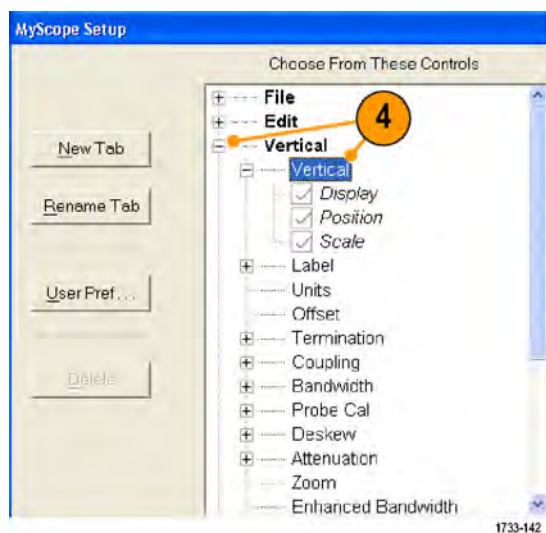 MyScope Setup
Choose From These Controls
File
Edit
4
Vertical
Vertical
Display
Position
Scale
Label
Units
Offset
Termination
Coupling
Bandwidth
Probe Cal
Deskew
Attenuation
Zoom
Enhanced Bandwidth
New Tab
Rename Tab
User Pref...
Delete
1733-142